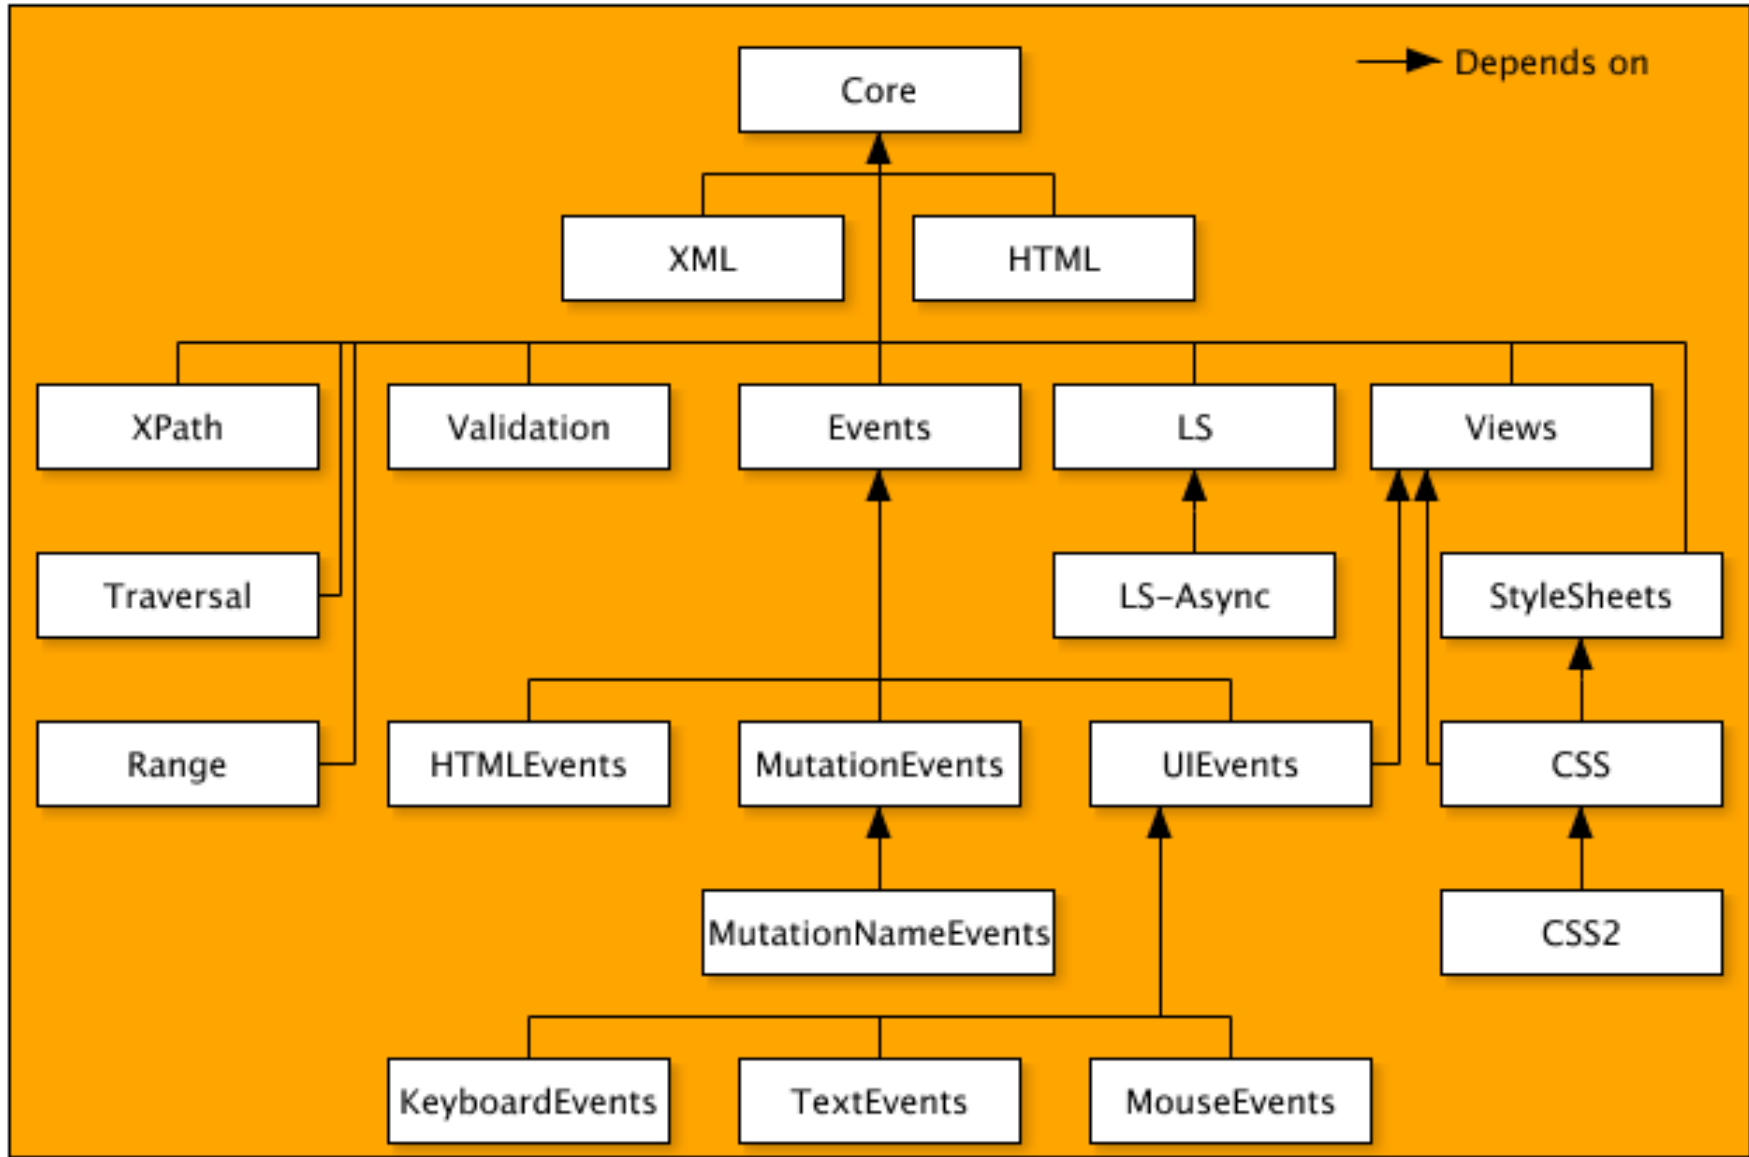 Core
Depends on
XML
HTML
XPath
Validation
Events
LS
Views
Traversal
LS-Async
StyleSheets
Range
HTMLEvents
MutationEvents
UIEvents
CSS
MutationNameEvents
CSS2
KeyboardEvents
TextEvents
MouseEvents